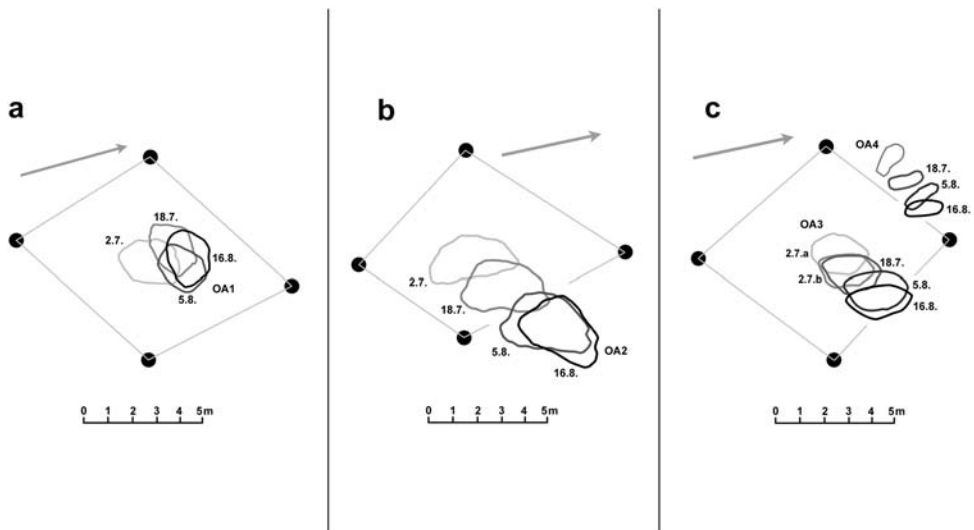 a
18.7.
2.7.
16.8.
5.8.
OA1
0 1 2 3 4 5m
b
2.7.
18.7.
5.8.
OA2
16.8.
0 1 2 3 4 5m
c
OA4
18.7.
5.8.
16.8.
OA3
2.7.a
18.7.
2.7.b
5.8.
16.8.
0 1 2 3 4 5m